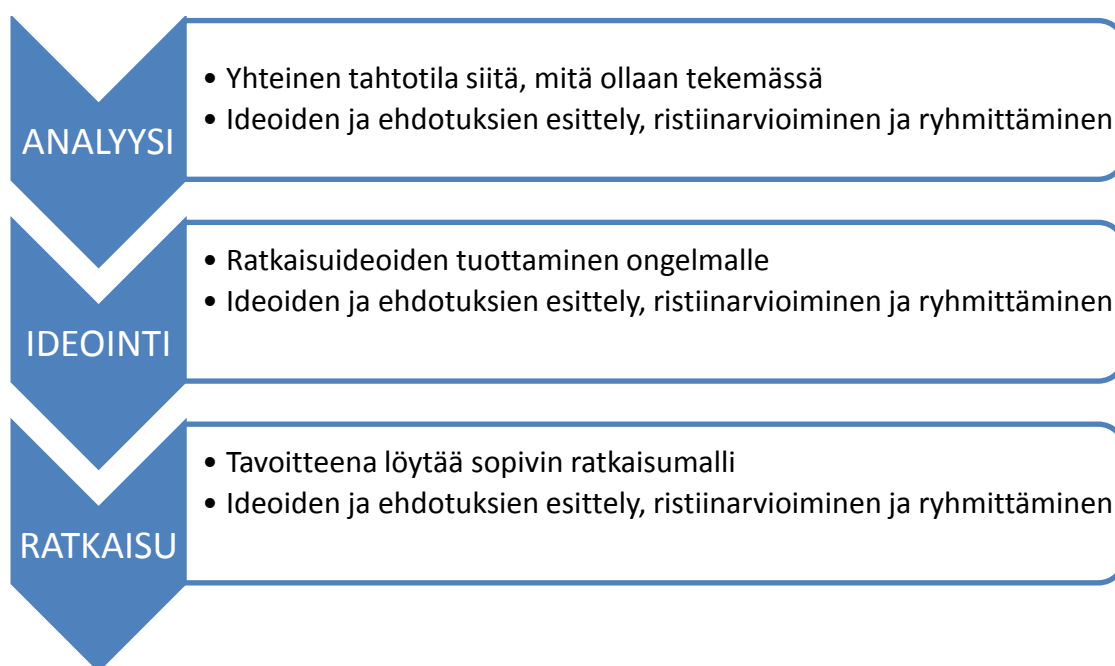 ANALYYSI
• Yhteinen tahtotila siitä, mitä ollaan tekemässä
• Ideoiden ja ehdotuksien esittely, ristiinarvioiminen ja ryhmittäminen
IDEOINTI
• Ratkaisuideoiden tuottaminen ongelmalle
• Ideoiden ja ehdotuksien esittely, ristiinarvioiminen ja ryhmittäminen
RATKAISU
• Tavoitteena löytää sopivin ratkaisumalli
• Ideoiden ja ehdotuksien esittely, ristiinarvioiminen ja ryhmittäminen